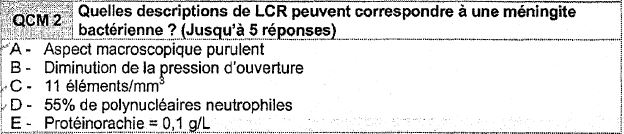 QCM 2 Quelles descriptions de LCR peuvent correspondre à une méningite
bactérienne ? (Jusqu'à 5 réponses)
A - Aspect macroscopique purulent
B - Diminution de la pression d'ouverture
C - 11 éléments/mm³
D - 55% de polynucléaires neutrophiles
E - Protéinorachie = 0,1 g/L